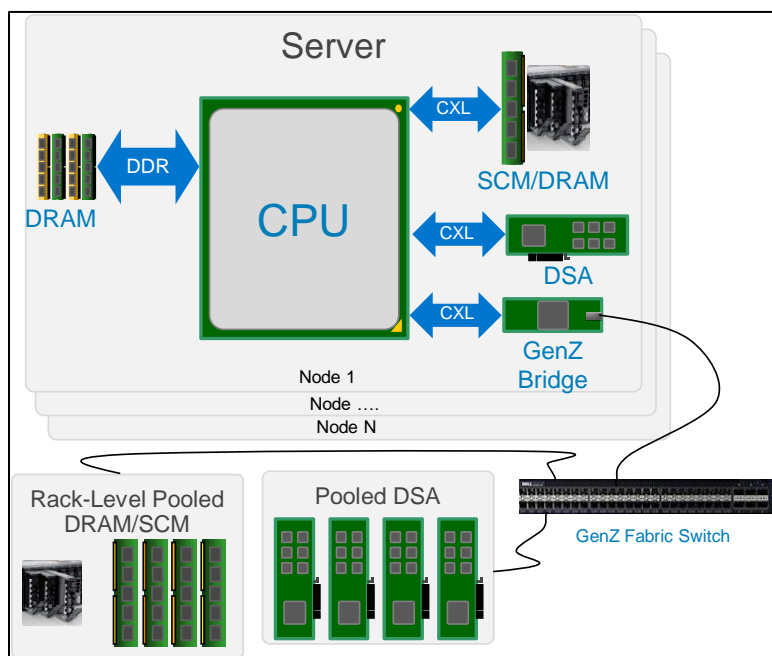 Server
DDR
DRAM
CPU
CXL
SCM/DRAM
CXL
DSA
CXL
GenZ
Bridge
Node 1
Node ....
Node N
Rack-Level Pooled
DRAM/SCM
Pooled DSA
GenZ Fabric Switch